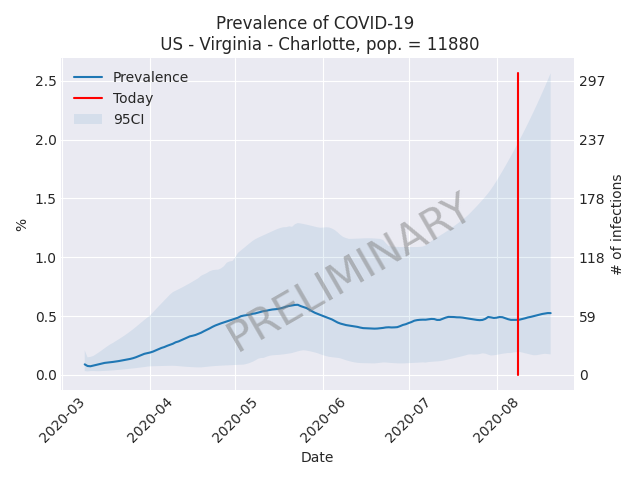 Prevalence of COVID-19
US - Virginia - Charlotte, pop. = 11880
Prevalence
Today
95CI
PRELIMINARY
%
2.5
2.0
1.5
1.0
0.5
0.0
297
237
178
118
59
0
# of infections
2020-03
2020-04
2020-05
2020-06
2020-07
2020-08
Date